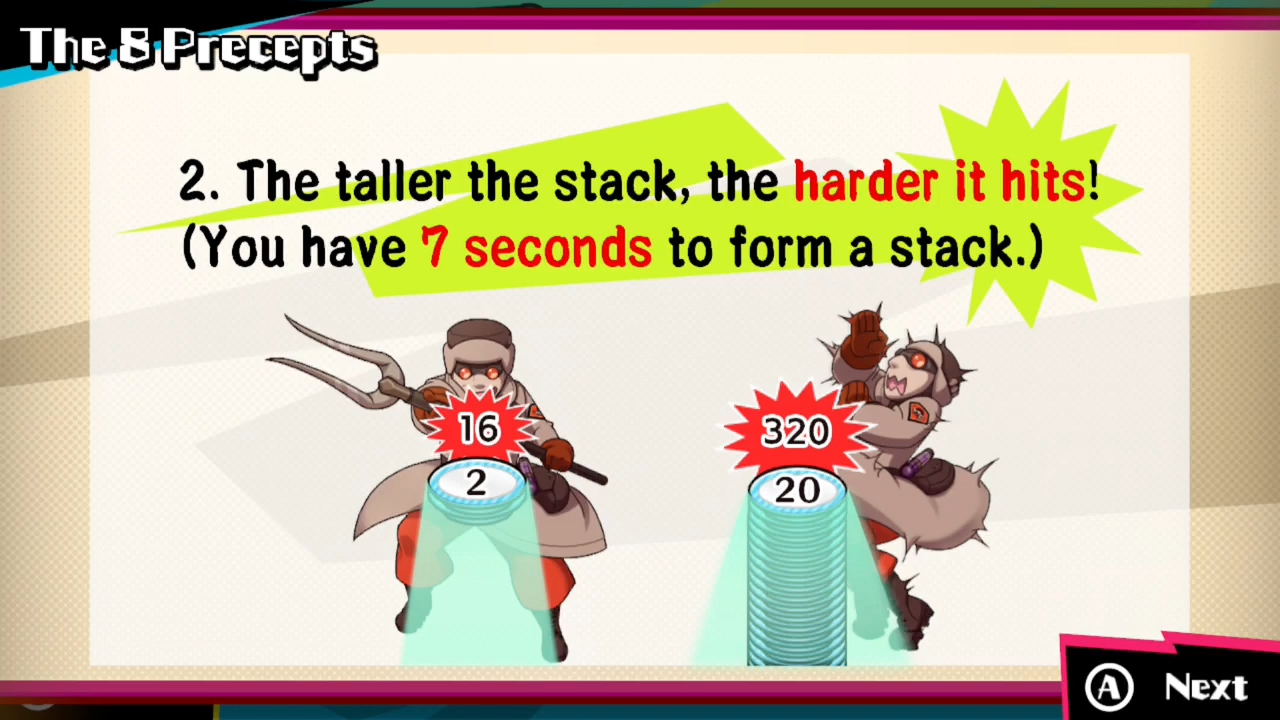 The 8 Precepts
2. The taller the stack, the harder it hits!
(You have 7 seconds to form a stack.)
16
320
2
20
A Next